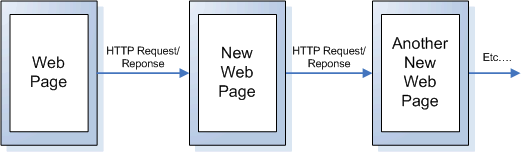 Web
Page
HTTP Request/
Reponse
New
Web
Page
HTTP Request/
Reponse
Another
New
Web
Page
Etc....